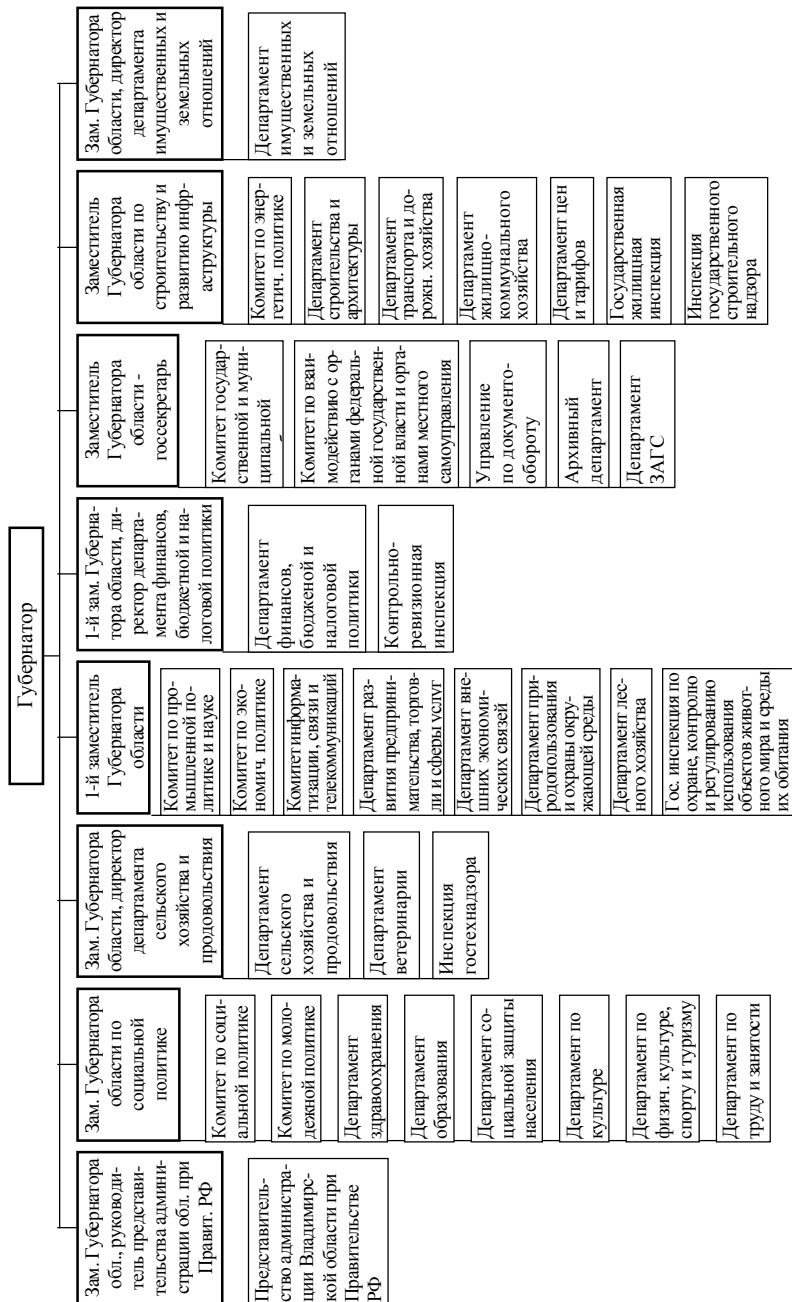 Губернатор
Зам. Губернатора
обл., руководи-
тель представи-
тельства админи-
страции обл. при
Правит. РФ
Представитель-
ство администра-
ции Владимирс-
кой области при
Правительстве
РФ
Зам. Губернатора
области по
социальной
политике
Комитет по соци-
альной политике
Комитет по моло-
дежной политике
Департамент
здравоохранения
Департамент
образования
Департамент со-
циальной защиты
населения
Департамент по
культуре
Департамент по
физич. культуре,
спорту и туризму
Департамент по
труду и занятости
Зам. Губернатора
области, директор
департамента
сельского
хозяйства и
продовольствия
Департамент
сельского
хозяйства и
продовольствия
Департамент
ветеринарии
Инспекция
гостехнадзора
1-й заместитель
Губернатора
области
Комитет по про-
мышленной по-
литике и науке
Комитет по эко-
номич. политике
Комитет информа-
тизации, связи и
телекоммуникаций
Департамент раз-
вития предприни-
мательства, торгов-
ли и сферы услуг
Департамент вне-
шних экономи-
ческих связей
Департамент при-
родопользования
и охраны окру-
жающей среды
Департамент лес-
ного хозяйства
Гос. инспекция по
охране, контролю
и регулированию
использования
объектов живот-
ного мира и среды
их обитания
1-й зам. Губерна-
тора области, ди-
ректор департа-
мента финансов,
бюджетной и на-
логовой политики
Департамент
финансов,
бюдженой и
налоговой
политики
Контрольно-
ревизионная
инспекция
Заместитель
Губернатора
области -
госсекретарь
Комитет государ-
ственной и муни-
ципальной
Комитет по взаи-
модействию с ор-
ганами федераль-
ной государствен-
ной власти и орга-
нами местного
самоуправления
Управление
по документо-
обороту
Архивный
департамент
Департамент
ЗАГС
Заместитель
Губернатора
области по
строительству и
развитию инфр-
аструктуры
Комитет по энер-
гетич. политике
Департамент
строительства и
архитектуры
Департамент
транспорта и до-
рожн. хозяйства
Департамент
жилищно-
коммунального
хозяйства
Департамент цен
и тарифов
Государственная
жилищная
инспекция
Инспекция
государственного
строительного
надзора
Зам. Губернатора
области, директор
департамента
имущественных и
земельных
отношений
Департамент
имущественных
и земельных
отношений